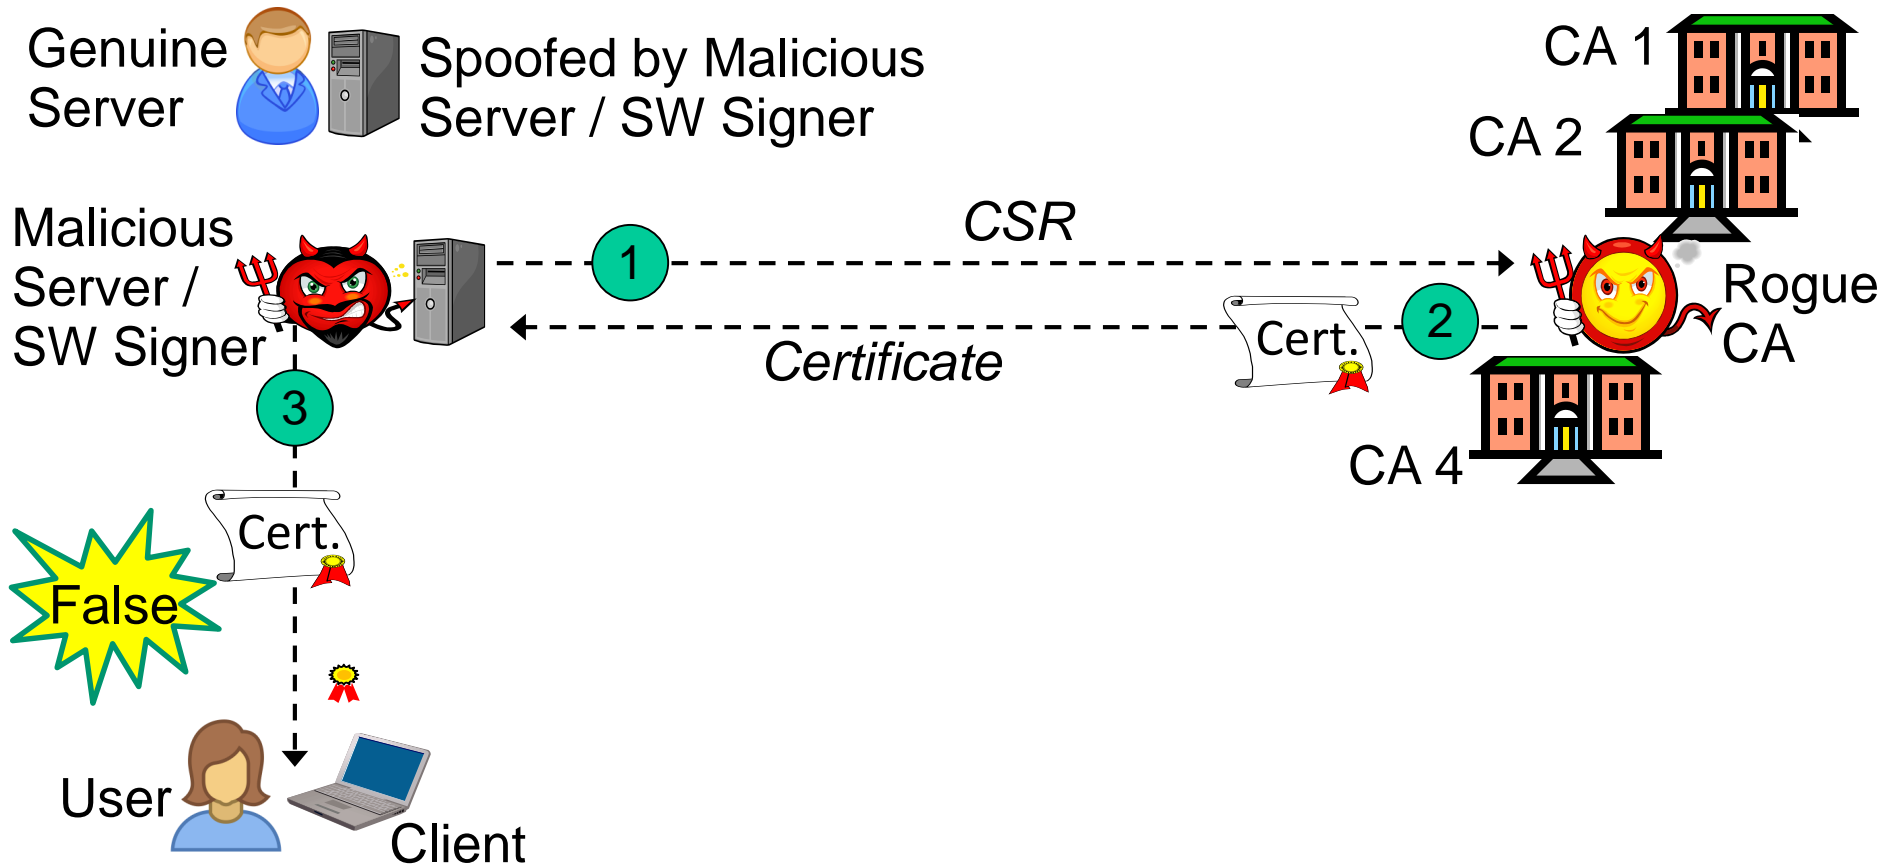 Genuine
Server
Spoofed by Malicious
Server / SW Signer
CA 1
CA 2
Malicious
Server /
SW Signer
1
CSR
Rogue
CA
2
Cert.
Certificate
3
CA 4
Cert.
False
User
Client